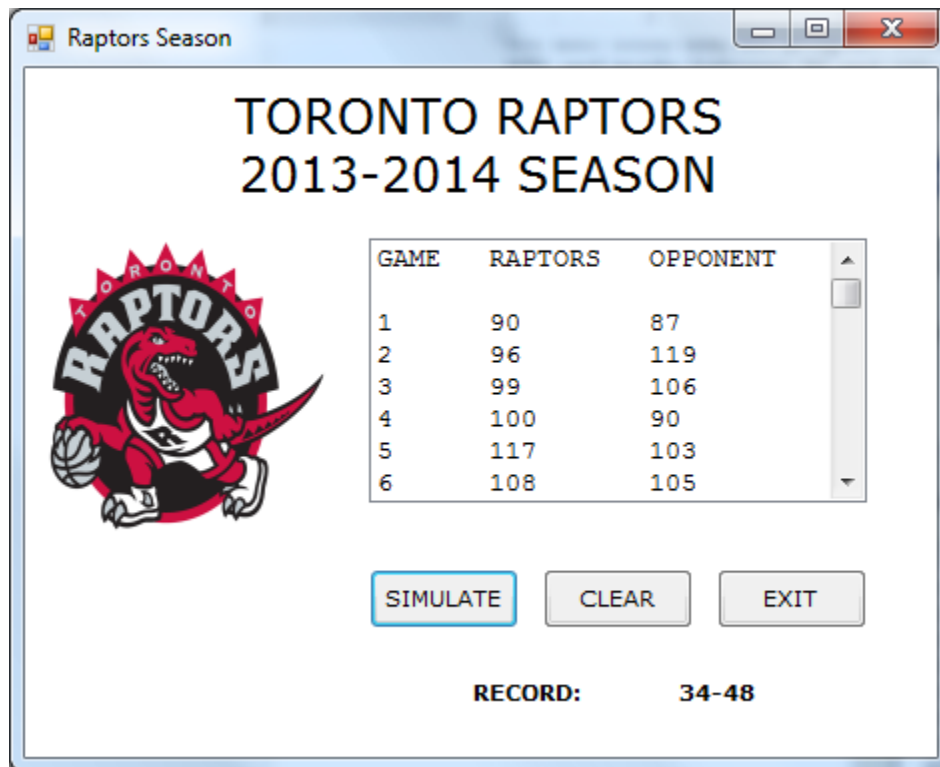 Raptors Season
TORONTO RAPTORS
2013-2014 SEASON
TORONTO
RAPTORS
R
GAME RAPTORS OPPONENT
1 90 87
2 96 119
3 99 106
4 100 90
5 117 103
6 108 105
SIMULATE CLEAR EXIT
RECORD: 34-48